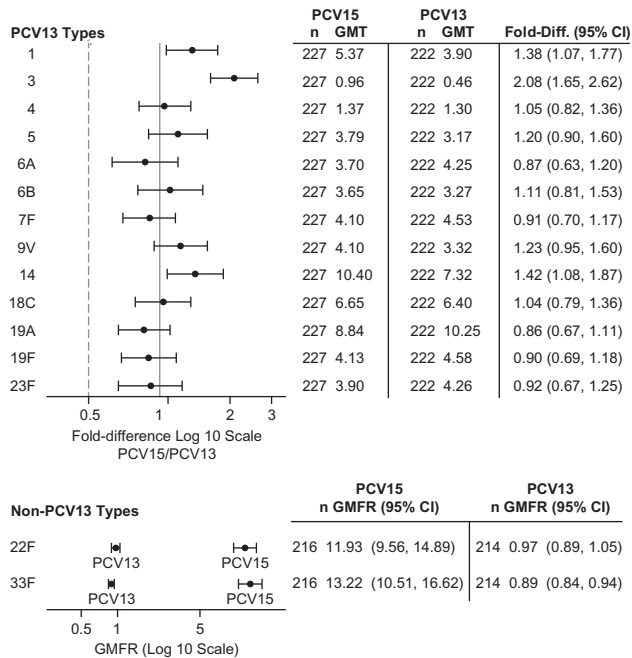 PCV15 PCV13
PCV13 Types n GMT n GMT Fold-Diff. (95% CI)
1 227 5.37 222 3.90 1.38 (1.07, 1.77)
3 227 0.96 222 0.46 2.08 (1.65, 2.62)
4 227 1.37 222 1.30 1.05 (0.82, 1.36)
5 227 3.79 222 3.17 1.20 (0.90, 1.60)
6A 227 3.70 222 4.25 0.87 (0.63, 1.20)
6B 227 3.65 222 3.27 1.11 (0.81, 1.53)
7F 227 4.10 222 4.53 0.91 (0.70, 1.17)
9V 227 4.10 222 3.32 1.23 (0.95, 1.60)
14 227 10.40 222 7.32 1.42 (1.08, 1.87)
18C 227 6.65 222 6.40 1.04 (0.79, 1.36)
19A 227 8.84 222 10.25 0.86 (0.67, 1.11)
19F 227 4.13 222 4.58 0.90 (0.69, 1.18)
23F 227 3.90 222 4.26 0.92 (0.67, 1.25)
0.5 1 2 3
Fold-difference Log 10 Scale
PCV15/PCV13
PCV15 PCV13
Non-PCV13 Types n GMFR (95% CI) n GMFR (95% CI)
22F 216 11.93 (9.56, 14.89) 214 0.97 (0.89, 1.05)
PCV13 PCV15
33F 216 13.22 (10.51, 16.62) 214 0.89 (0.84, 0.94)
PCV13 PCV15
0.5 1 5
GMFR (Log 10 Scale)